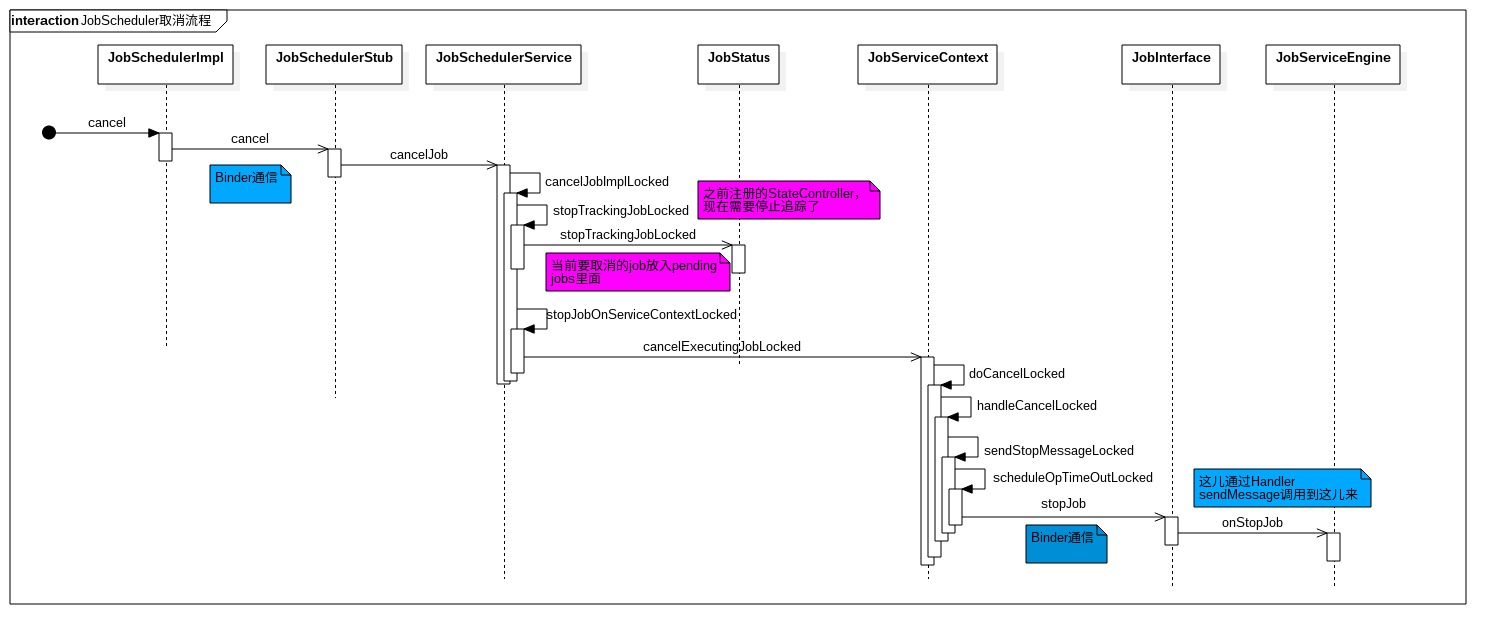 interaction JobScheduler取消流程
JobSchedulerImpl
JobSchedulerStub
JobSchedulerService
JobStatus
JobServiceContext
JobInterface
JobServiceEngine
cancel
cancel
cancelJob
Binder通信
cancelJobImplLocked
之前注册的StateController，
现在需要停止追踪了
stopTrackingJobLocked
stopTrackingJobLocked
当前要取消的job放入pending
jobs里面
stopJobOnServiceContextLocked
cancelExecutingJobLocked
doCancelLocked
handleCancelLocked
sendStopMessageLocked
scheduleOpTimeOutLocked
这儿通过Handler
sendMessage调用到这儿来
stopJob
onStopJob
Binder通信